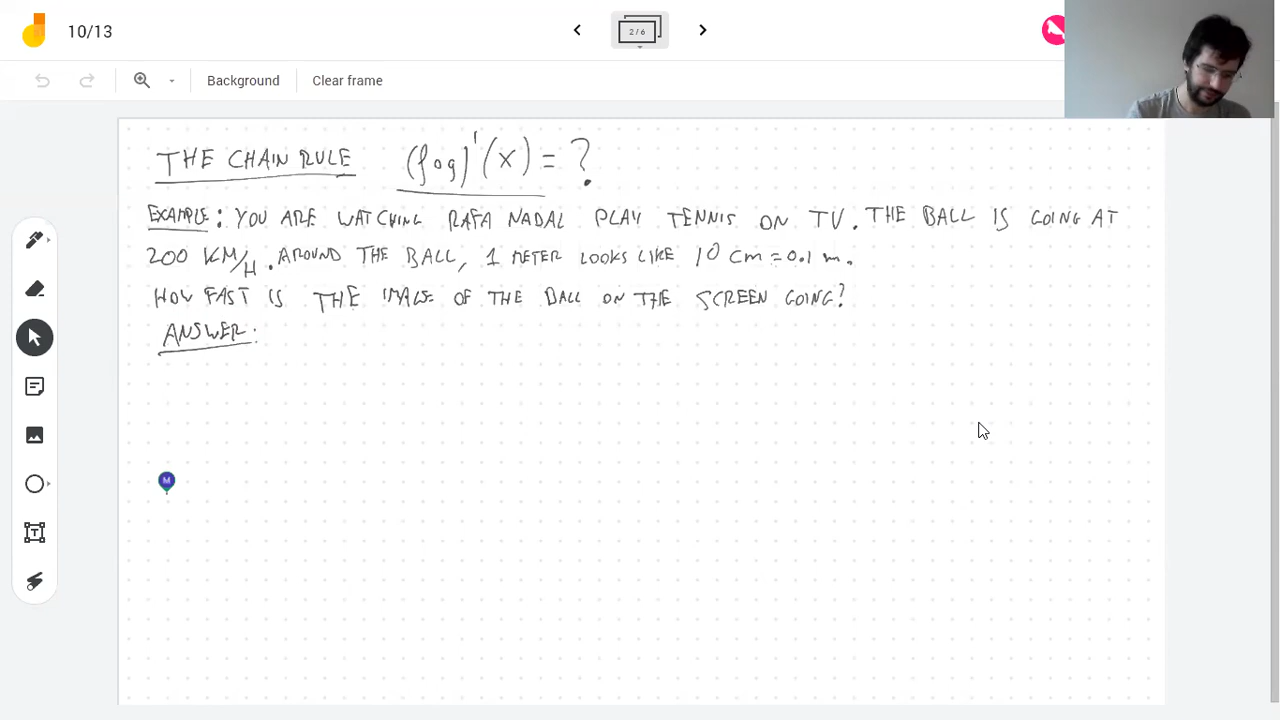 10/13
2 / 6
Background
Clear frame
THE CHAIN RULE (f∘g)'(x) = ?
EXAMPLE: YOU ARE WATCHING RAFA NADAL PLAY TENNIS ON TV. THE BALL IS GOING AT
200 KM/H. AROUND THE BALL, 1 METER LOOKS LIKE 10 cm = 0.1 m.
HOW FAST IS THE IMAGE OF THE BALL ON THE SCREEN GOING?
ANSWER:
M